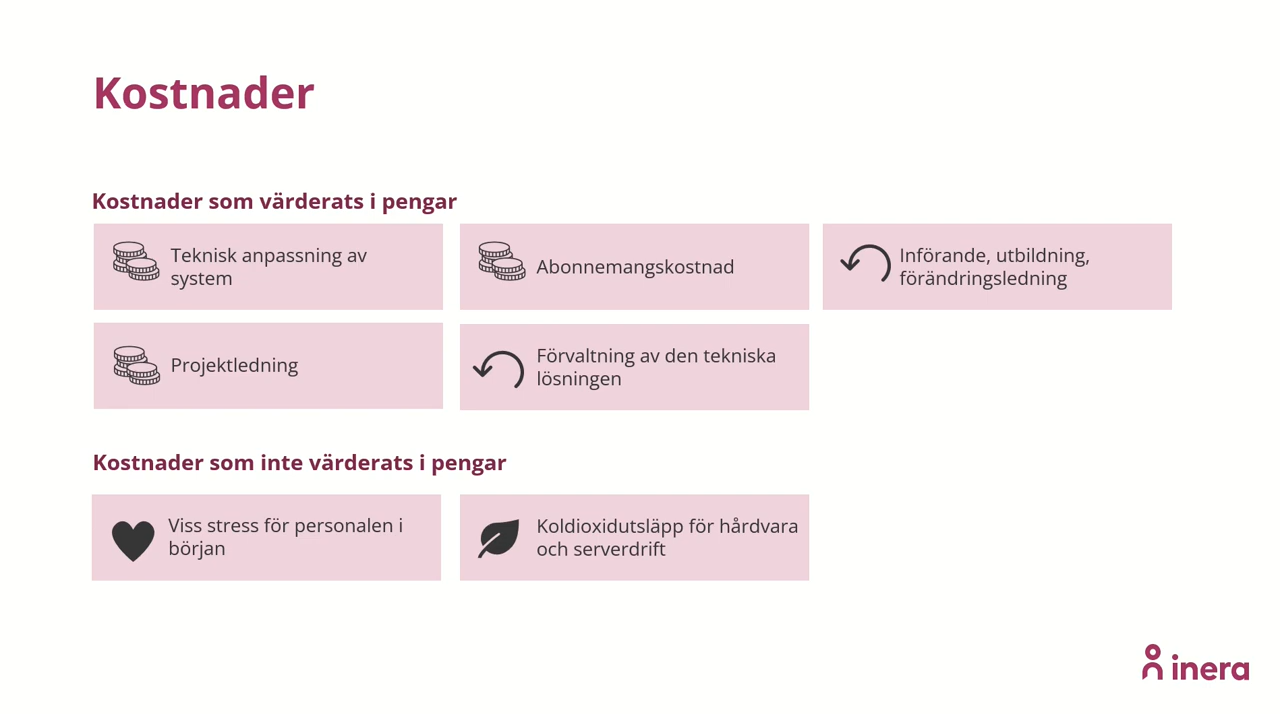 Kostnader
Kostnader som värderats i pengar
Teknisk anpassning av
system
Abonnemangskostnad
Införande, utbildning,
förändringsledning
Projektledning
Förvaltning av den tekniska
lösningen
Kostnader som inte värderats i pengar
Viss stress för personalen i
början
Koldioxidutsläpp för hårdvara
och serverdrift
inera